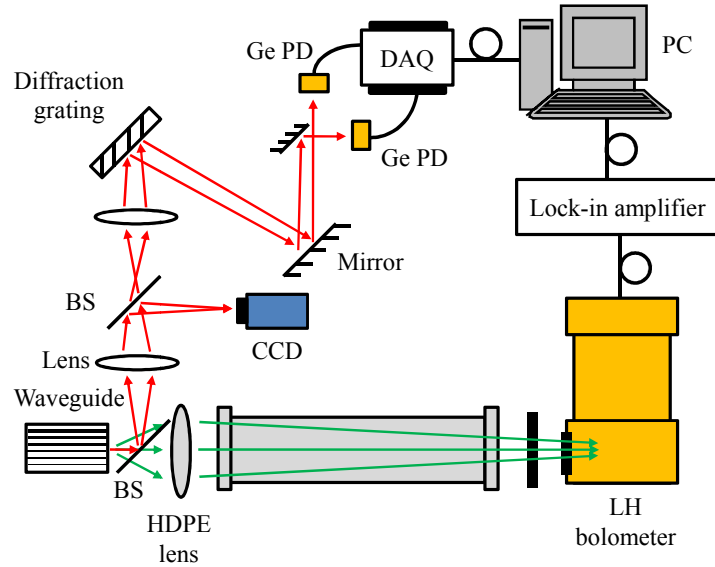 Ge PD
DAQ
PC
Diffraction
grating
Ge PD
Lock-in amplifier
Mirror
BS
CCD
Lens
Waveguide
BS
HDPE
lens
LH
bolometer